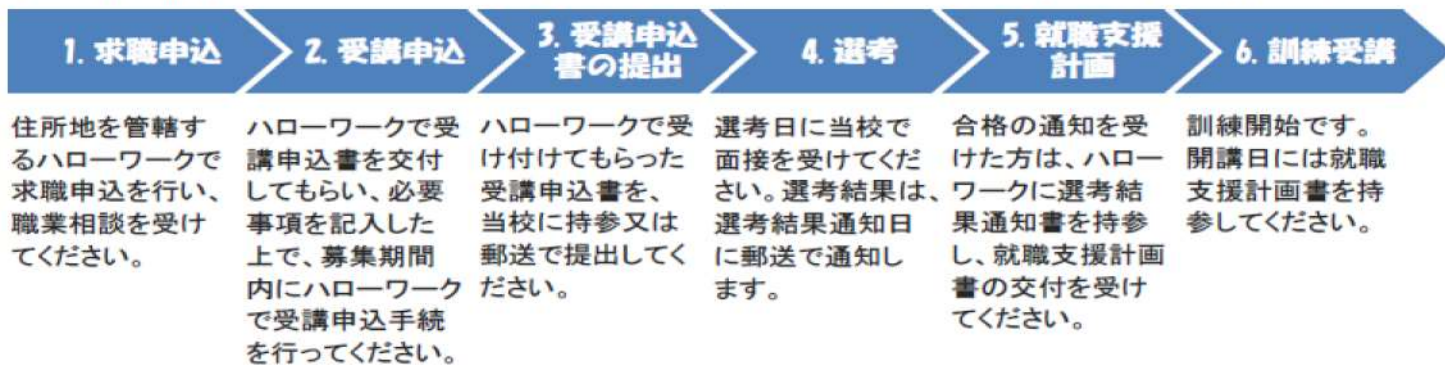 1. 求職申込
住所地を管轄す
るハローワークで
求職申込を行い、
職業相談を受け
てください。
2. 受講申込
ハローワークで受
講申込書を交付
してもらい、必要
事項を記入した
上で、募集期間
内にハローワーク
で受講申込手続
を行ってください。
3. 受講申込
書の提出
ハローワークで受
け付けてもらった
受講申込書を、
当校に持参又は
郵送で提出してく
ださい。
4. 選考
選考日に当校で
面接を受けてくだ
さい。選考結果は、
選考結果通知日
に郵送で通知し
ます。
5. 就職支援
計画
合格の通知を受
けた方は、ハロー
ワークに選考結
果通知書を持参
し、就職支援計画
書の交付を受け
てください。
6. 訓練受講
訓練開始です。
開講日には就職
支援計画書を持
参してください。